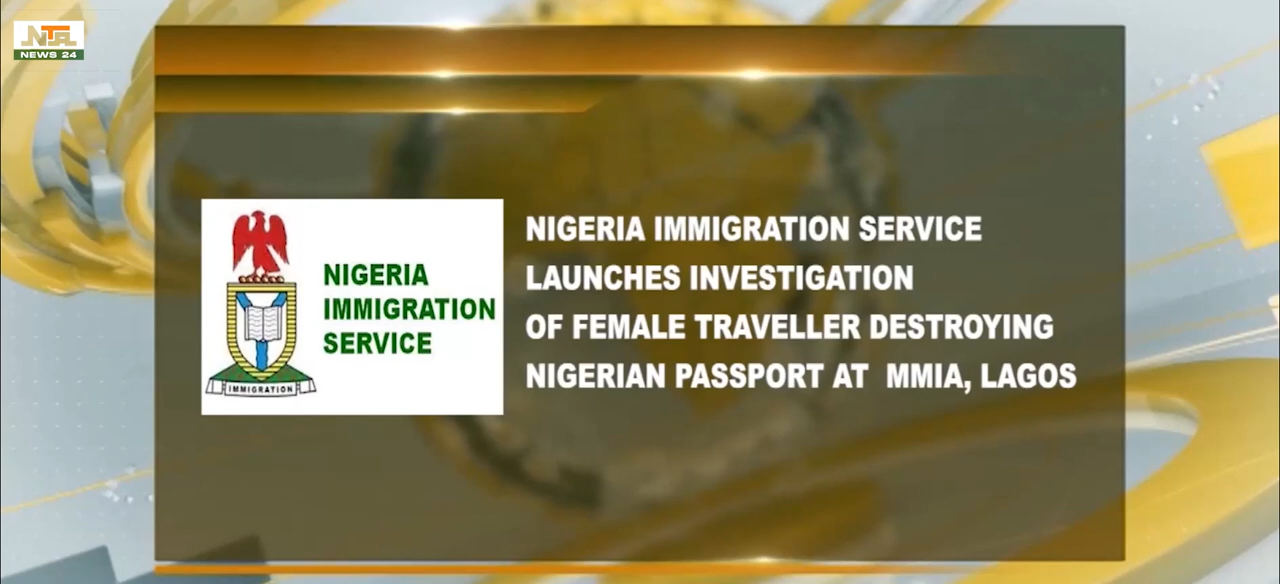 NTA
NEWS 24
NIGERIA IMMIGRATION SERVICE
LAUNCHES INVESTIGATION
OF FEMALE TRAVELLER DESTROYING
NIGERIAN PASSPORT AT  MMIA, LAGOS
NIGERIA
IMMIGRATION
SERVICE
IMMIGRATION